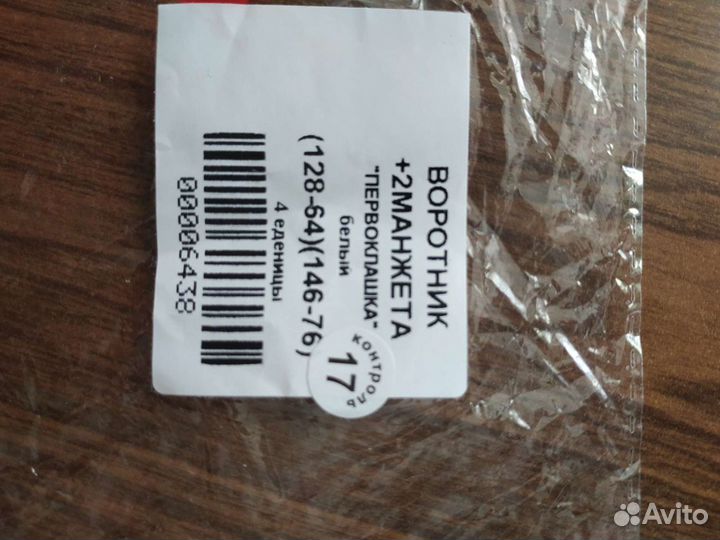 ВОРОТНИК
+2МАНЖЕТА
"ПЕРВОКЛАШКА"
белый
(128-64)(146-76)
4 еденицы
00006438
контроль
17
Avito